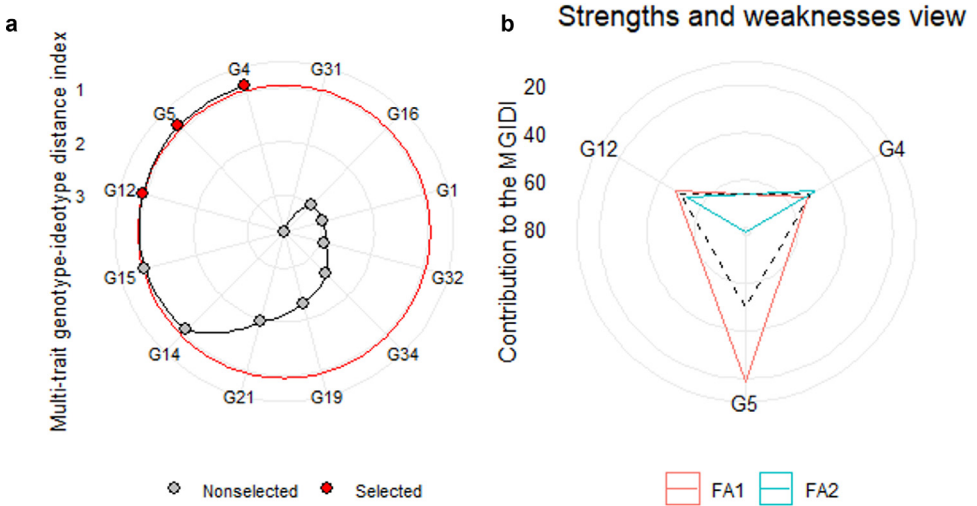 a
Multi-trait genotype-ideotype distance index
1
2
3
G4
G31
G5
G16
G12
G1
G15
G32
G14
G34
G21
G19
Nonselected
Selected
b
Strengths and weaknesses view
Contribution to the MGIDI
20
40
60
80
G12
G4
G5
FA1
FA2